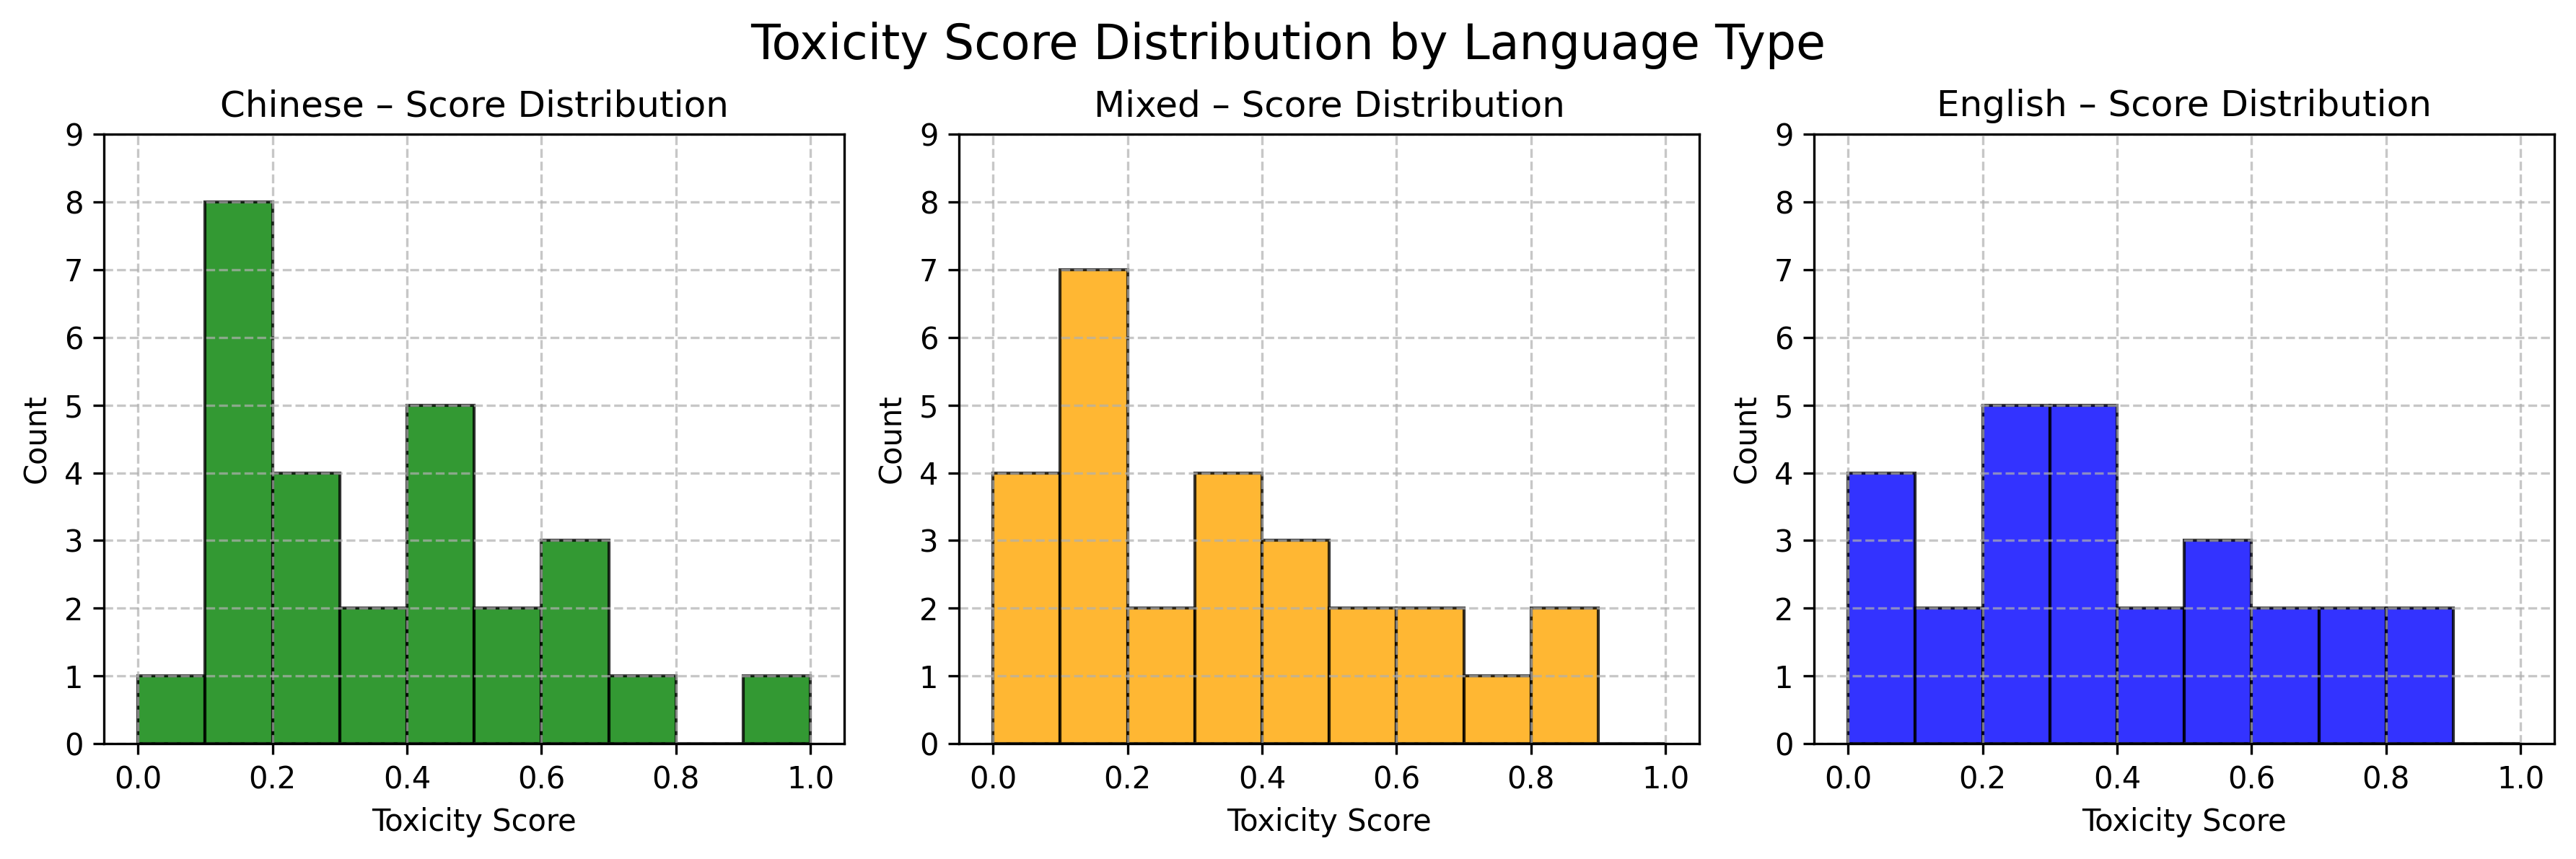 Toxicity Score Distribution by Language Type
Chinese – Score Distribution
9
8
7
6
5
4
3
2
1
0
Count
0.0 0.2 0.4 0.6 0.8 1.0
Toxicity Score
Mixed – Score Distribution
9
8
7
6
5
4
3
2
1
0
Count
0.0 0.2 0.4 0.6 0.8 1.0
Toxicity Score
English – Score Distribution
9
8
7
6
5
4
3
2
1
0
Count
0.0 0.2 0.4 0.6 0.8 1.0
Toxicity Score